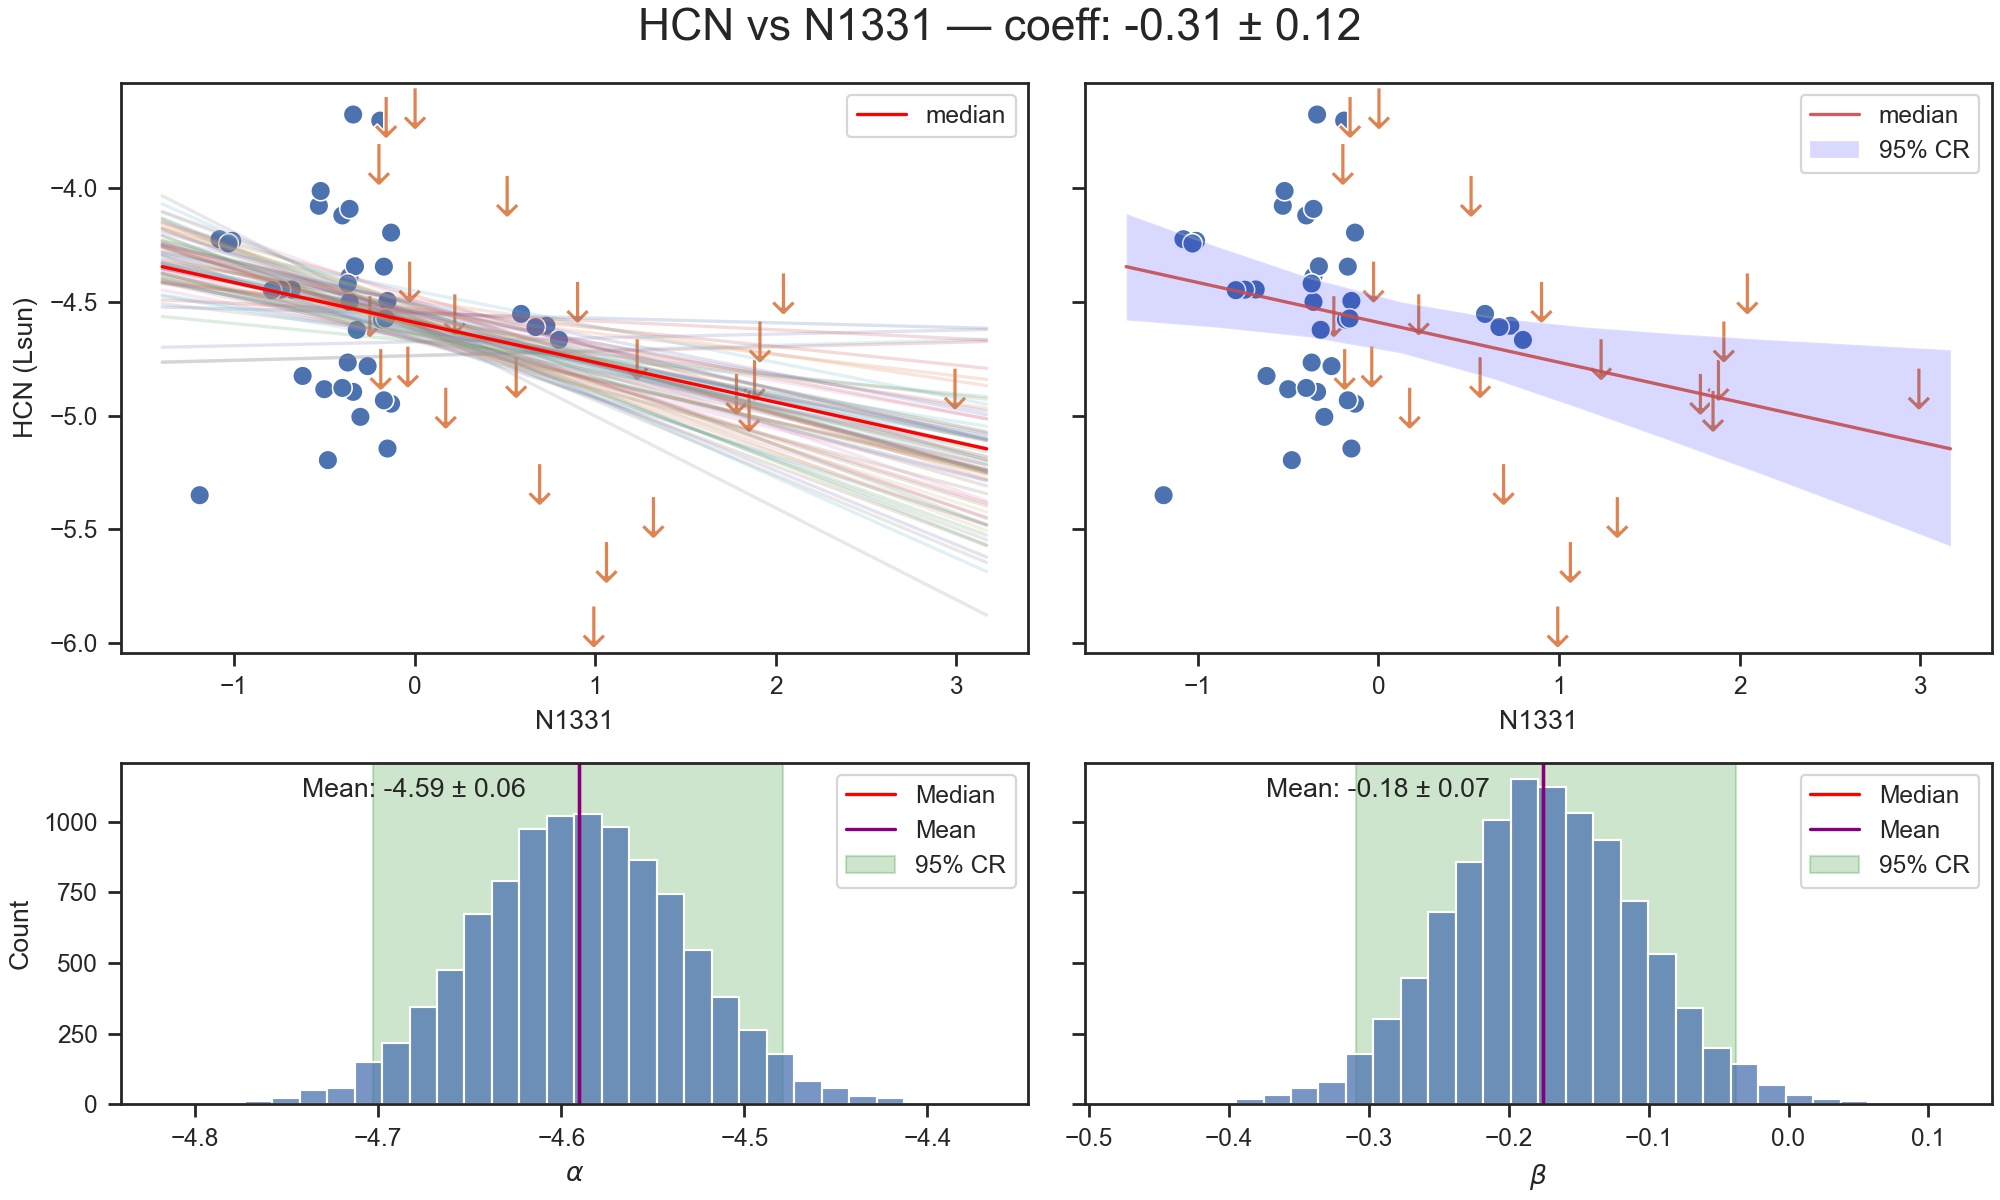 HCN vs N1331 — coeff: -0.31 ± 0.12
median
HCN (Lsun)
−4.0
−4.5
−5.0
−5.5
−6.0
−1 0 1 2 3
N1331
median
95% CR
−1 0 1 2 3
N1331
Mean: -4.59 ± 0.06
Median
Mean
95% CR
Count
1000
750
500
250
0
−4.8 −4.7 −4.6 −4.5 −4.4
α
Mean: -0.18 ± 0.07
Median
Mean
95% CR
−0.5 −0.4 −0.3 −0.2 −0.1 0.0 0.1
β